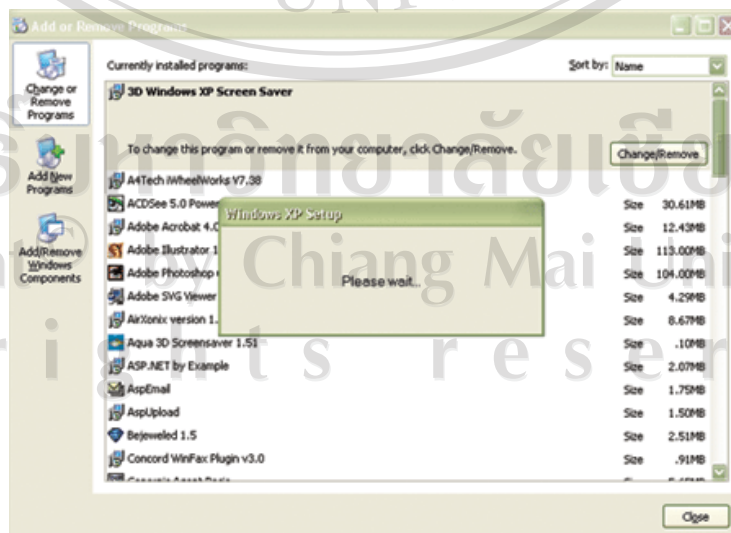 UNI
Add or Remove Programs
Currently installed programs:
Sort by: Name
Change or
Remove
Programs
3D Windows XP Screen Saver
To change this program or remove it from your computer, click Change/Remove.
Change/Remove
Add New
Programs
A4Tech iWheelWorks V7.38
ACDSee 5.0 Power
Size 30.61MB
Windows XP Setup
Adobe Acrobat 4.0
Size 12.43MB
Add/Remove
Windows
Components
Adobe Illustrator 1
Size 113.00MB
Adobe Photoshop
Size 104.00MB
Please wait...
Adobe SVG Viewer
Size 4.29MB
AirXonix version 1.
Size 8.67MB
Aqua 3D Screensaver 1.51
Size .10MB
ASP.NET by Example
Size 2.07MB
AspEmail
Size 1.75MB
AspUpload
Size 1.50MB
Bejeweled 1.5
Size 2.51MB
Concord WinFax Plugin v3.0
Size .91MB
Close
by Chiang Mai Uni
rights reser